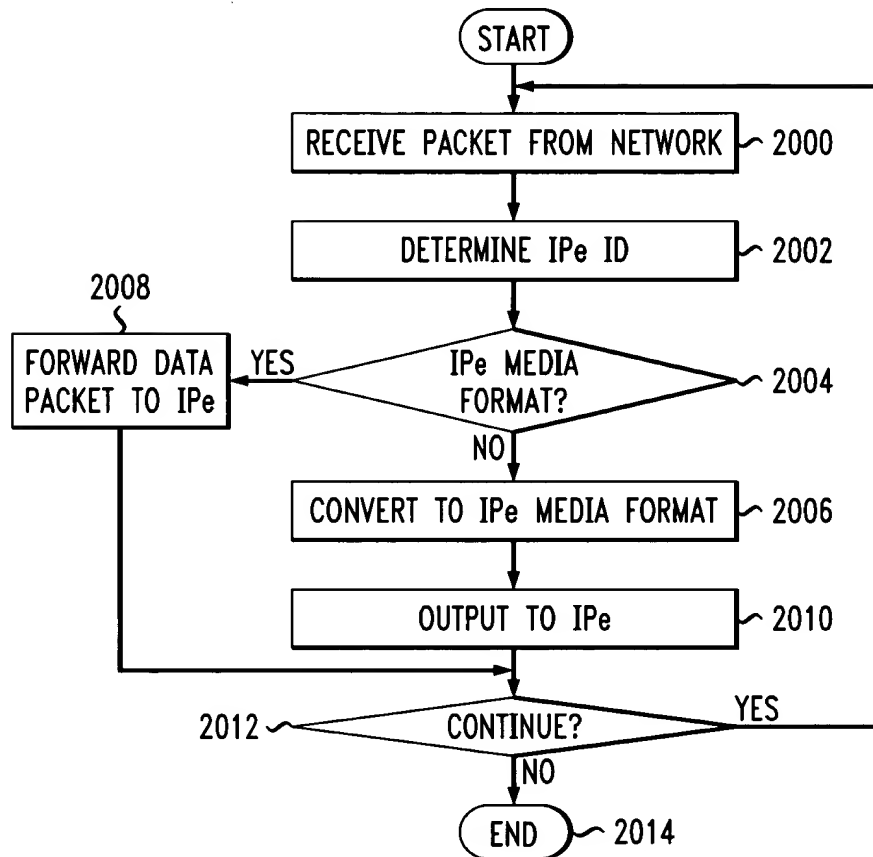 START
RECEIVE PACKET FROM NETWORK
2000
DETERMINE IPe ID
2002
2008
FORWARD DATA
PACKET TO IPe
YES
IPe MEDIA
FORMAT?
2004
NO
CONVERT TO IPe MEDIA FORMAT
2006
OUTPUT TO IPe
2010
2012
CONTINUE?
YES
NO
END
2014